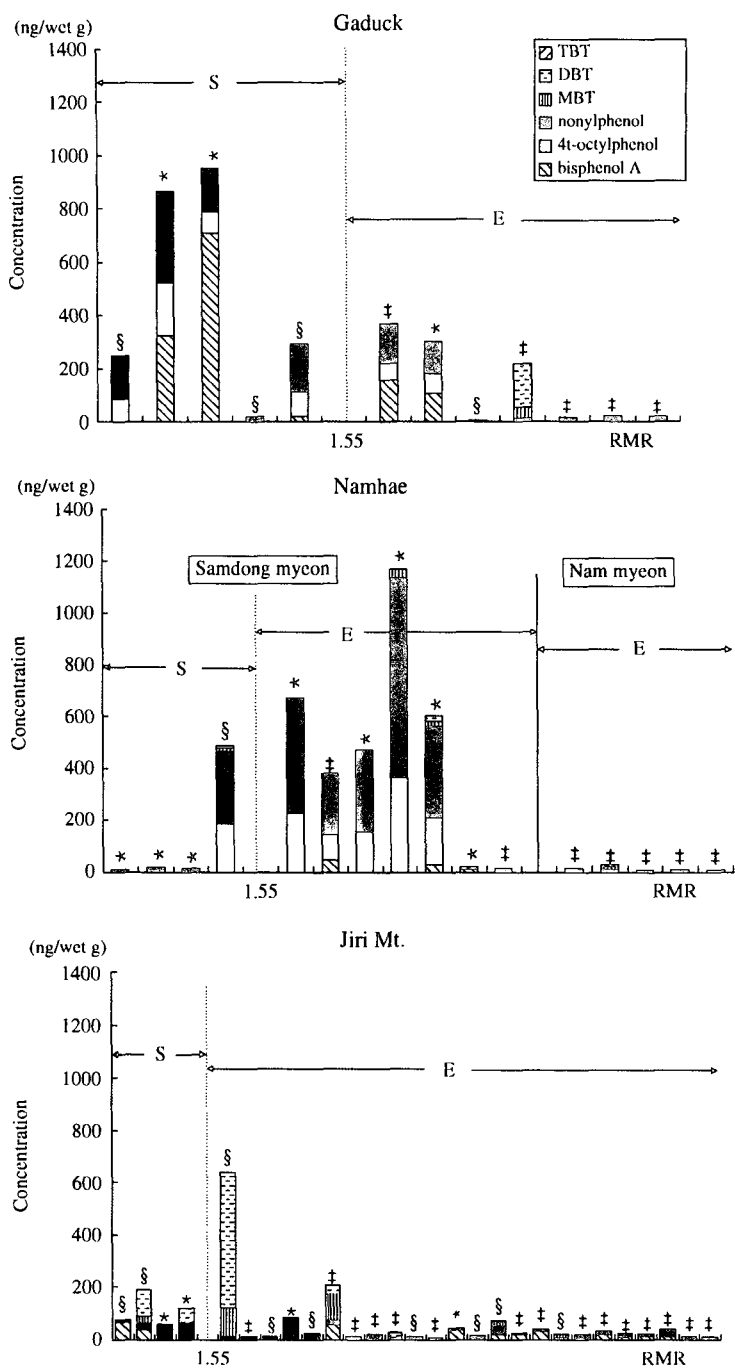 Gaduck
(ng/wet g)
Concentration
1400
1200
1000
800
600
400
200
0
TBT
DBT
MBT
nonylphenol
4t-octylphenol
bisphenol A
S
E
§ * * § § ‡ * § ‡ ‡ ‡ ‡
1.55 RMR
Namhae
(ng/wet g)
Concentration
1400
1200
1000
800
600
400
200
0
Samdong myeon
Nam myeon
S
E
E
* * * § * ‡ * * * * ‡ ‡ ‡ ‡ ‡ ‡
1.55 RMR
Jiri Mt.
(ng/wet g)
Concentration
1400
1200
1000
800
600
400
200
0
S
E
§ § * * § ‡ § * § ‡ ‡ ‡ ‡ § ‡ * § § ‡ ‡ § ‡ ‡ ‡ ‡ ‡ ‡ ‡
1.55 RMR